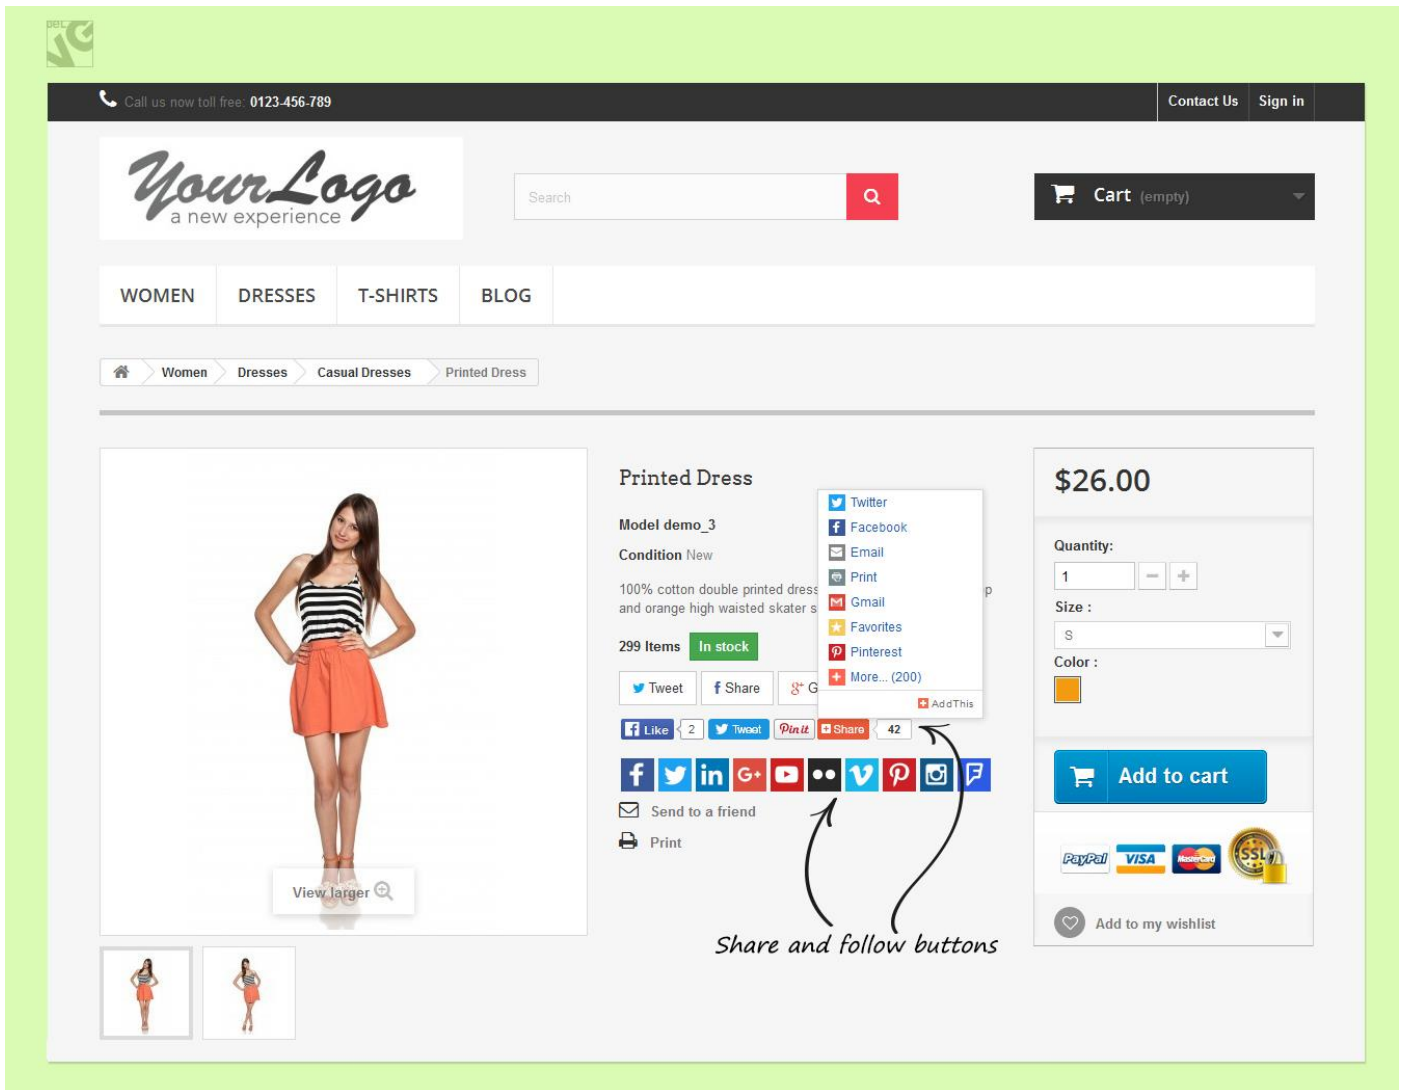 Call us now toll free: 0123-456-789
Contact Us
Sign in
YourLogo
a new experience
Search
Cart (empty)
WOMEN
DRESSES
T-SHIRTS
BLOG
Women
Dresses
Casual Dresses
Printed Dress
Printed Dress
Model demo_3
Condition New
100% cotton double printed dress
and orange high waisted skater s
299 Items
In stock
Tweet
Share
G
Twitter
Facebook
Email
Print
Gmail
Favorites
Pinterest
More... (200)
AddThis
Like 2
Tweet
Pin it
Share 42
Send to a friend
Print
Share and follow buttons
View larger
$26.00
Quantity:
1
Size :
S
Color :
Add to cart
PayPal
VISA
MasterCard
SSL
Add to my wishlist